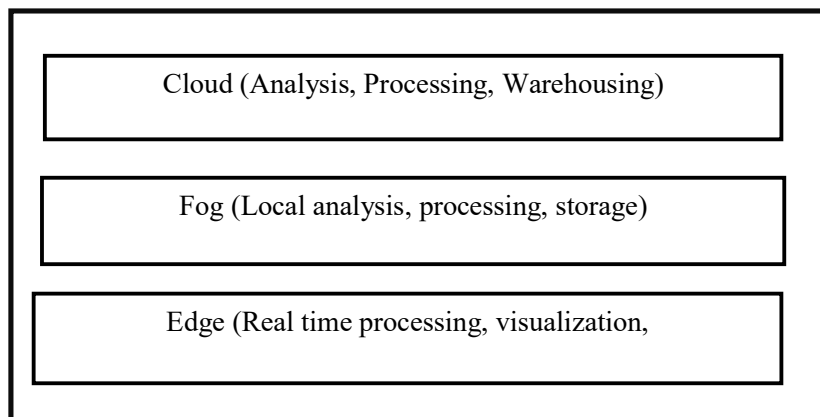 Cloud (Analysis, Processing, Warehousing)
Fog (Local analysis, processing, storage)
Edge (Real time processing, visualization,